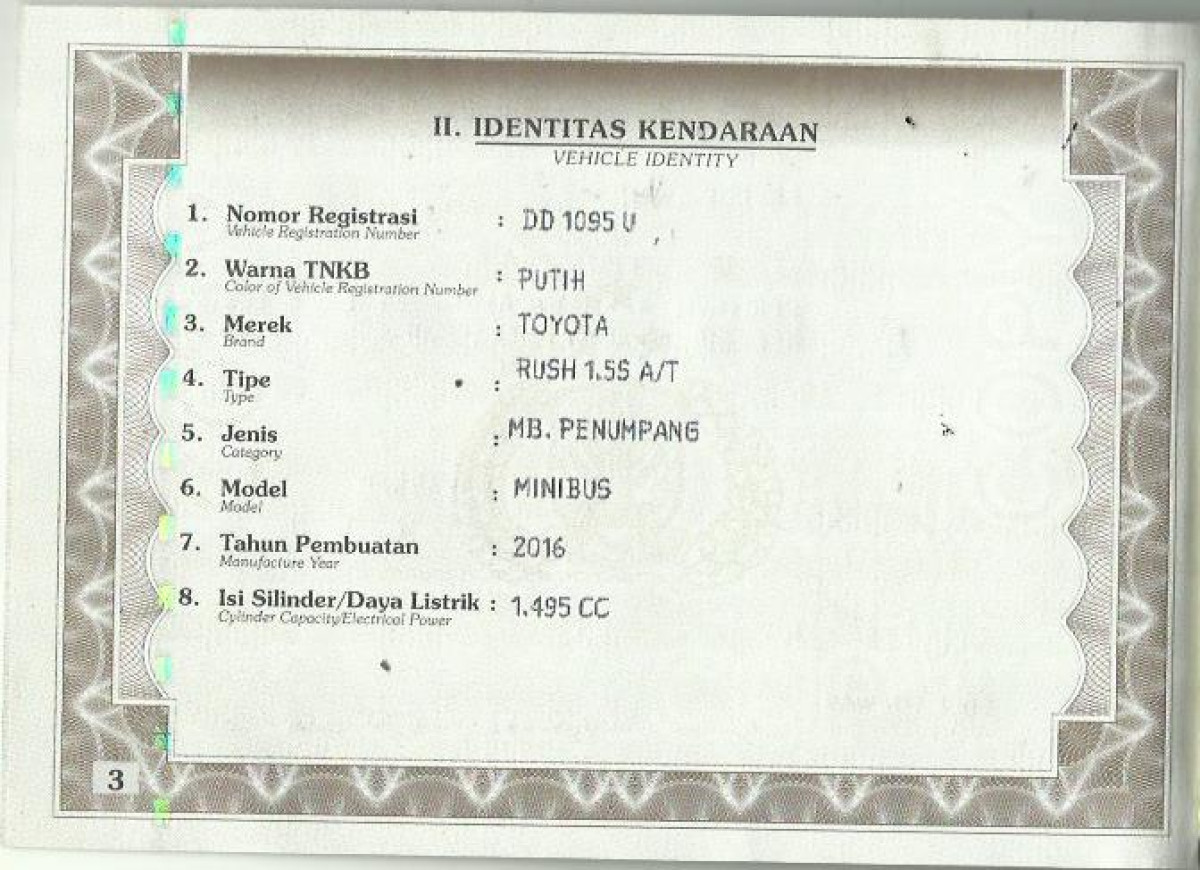 II. IDENTITAS KENDARAAN
VEHICLE IDENTITY
1. Nomor Registrasi : DD 1095 U
Vehicle Registration Number
2. Warna TNKB : PUTIH
Color of Vehicle Registration Number
3. Merek : TOYOTA
Brand
4. Tipe : RUSH 1.5S A/T
Type
5. Jenis : MB. PENUMPANG
Category
6. Model : MINIBUS
Model
7. Tahun Pembuatan : 2016
Manufacture Year
8. Isi Silinder/Daya Listrik : 1.495 CC
Cylinder Capacity/Electrical Power
3